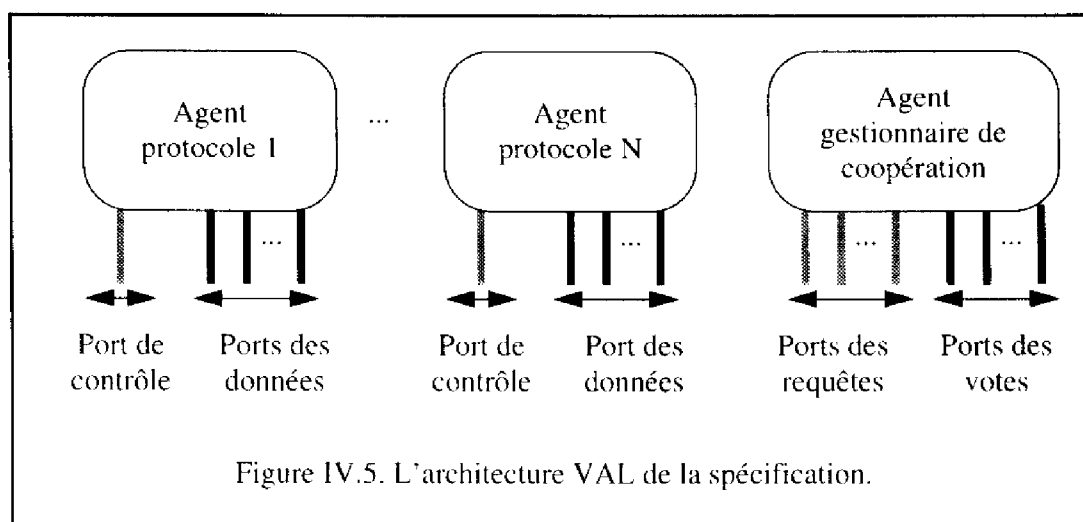 Agent
protocole 1
...
Agent
protocole N
Agent
gestionnaire de
coopération
...
...
...
...
Port de
contrôle
Ports des
données
Port de
contrôle
Port des
données
Ports des
requêtes
Ports des
votes
Figure IV.5. L'architecture VAL de la spécification.